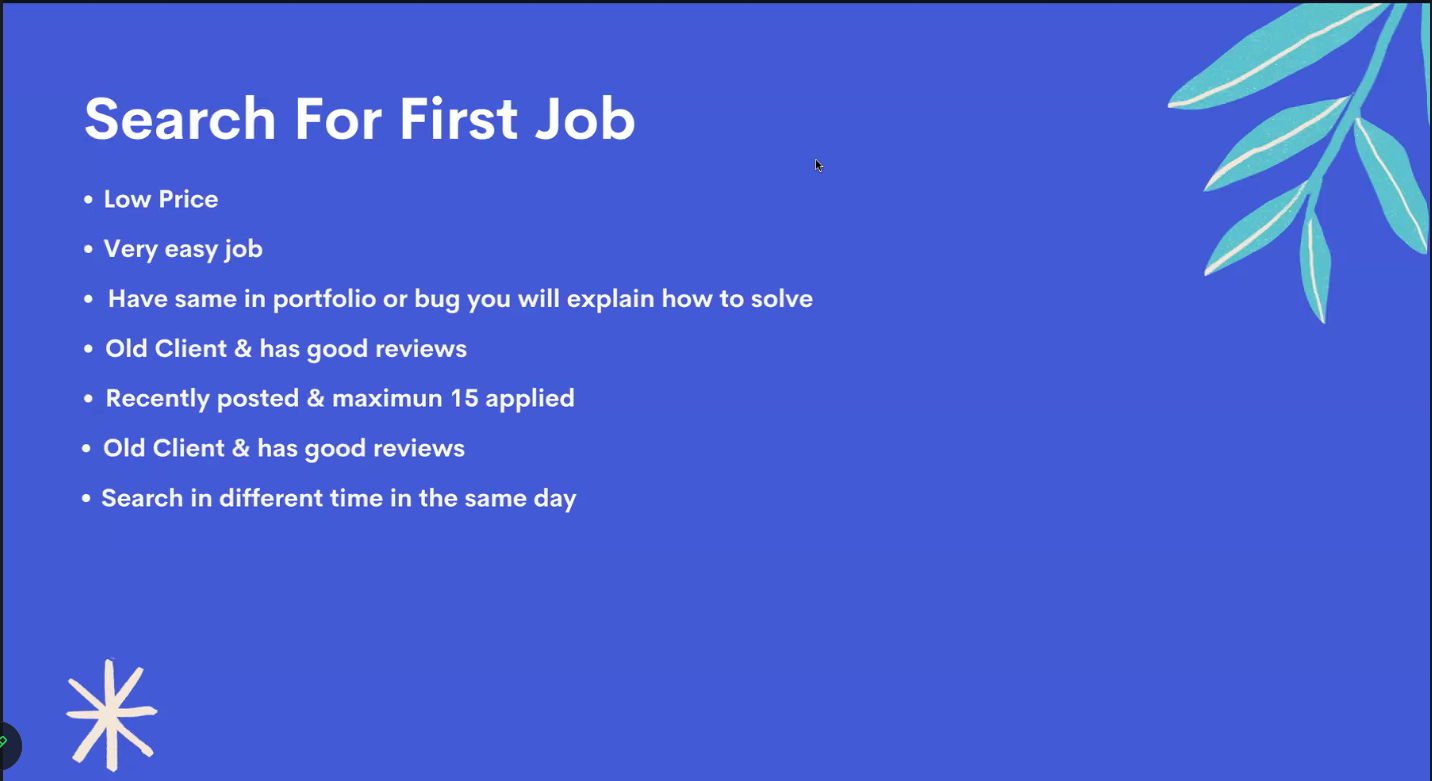 Search For First Job
• Low Price
• Very easy job
• Have same in portfolio or bug you will explain how to solve
• Old Client & has good reviews
• Recently posted & maximun 15 applied
• Old Client & has good reviews
• Search in different time in the same day